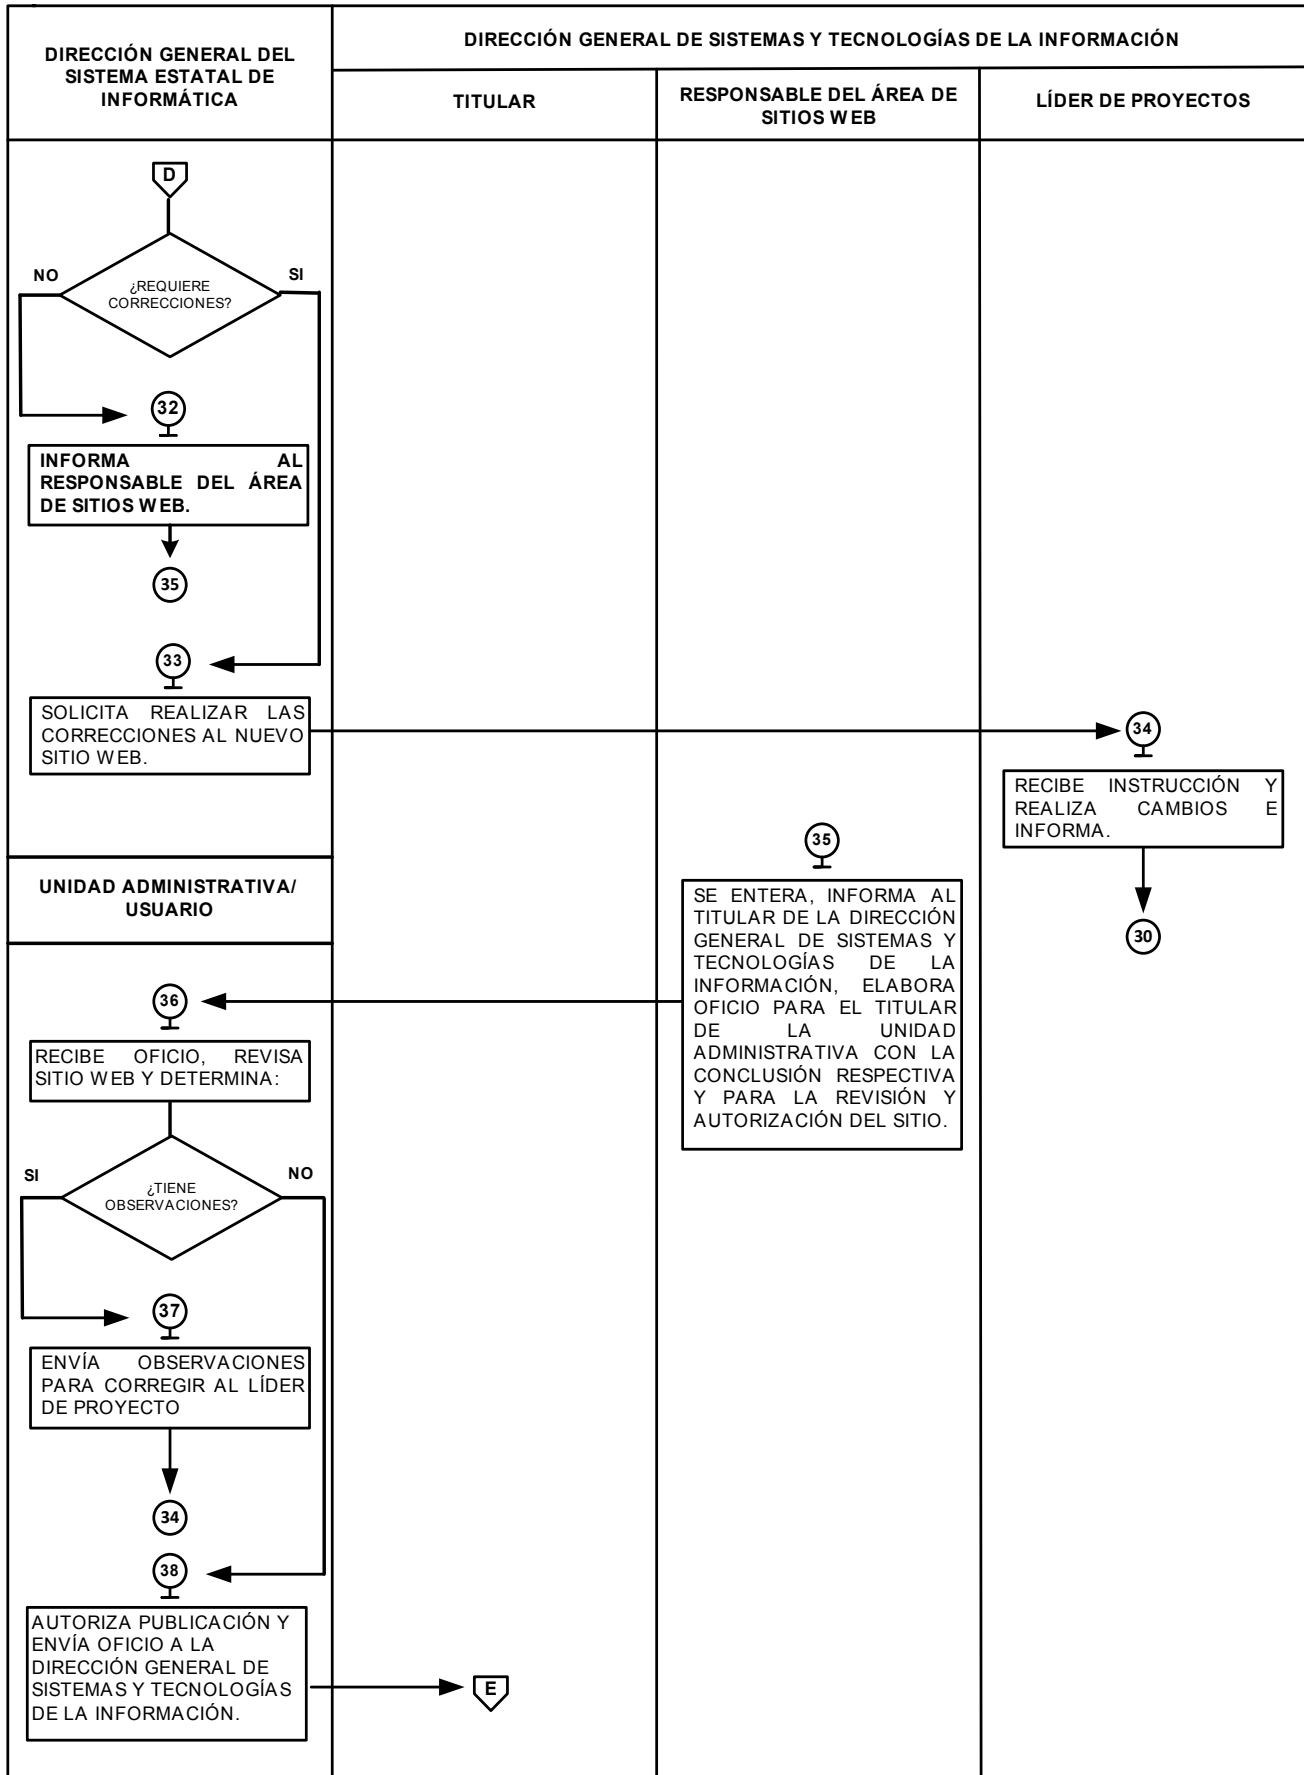 DIRECCIÓN GENERAL DEL
SISTEMA ESTATAL DE
INFORMÁTICA
DIRECCIÓN GENERAL DE SISTEMAS Y TECNOLOGÍAS DE LA INFORMACIÓN
TITULAR
RESPONSABLE DEL ÁREA DE
SITIOS WEB
LÍDER DE PROYECTOS
D
NO
SI
¿REQUIERE
CORRECCIONES?
32
INFORMA AL
RESPONSABLE DEL ÁREA
DE SITIOS WEB.
35
33
SOLICITA REALIZAR LAS
CORRECCIONES AL NUEVO
SITIO WEB.
34
RECIBE INSTRUCCIÓN Y
REALIZA CAMBIOS E
INFORMA.
30
35
SE ENTERA, INFORMA AL
TITULAR DE LA DIRECCIÓN
GENERAL DE SISTEMAS Y
TECNOLOGÍAS DE LA
INFORMACIÓN, ELABORA
OFICIO PARA EL TITULAR
DE LA UNIDAD
ADMINISTRATIVA CON LA
CONCLUSIÓN RESPECTIVA
Y PARA LA REVISIÓN Y
AUTORIZACIÓN DEL SITIO.
UNIDAD ADMINISTRATIVA/
USUARIO
36
RECIBE OFICIO, REVISA
SITIO WEB Y DETERMINA:
SI
NO
¿TIENE
OBSERVACIONES?
37
ENVÍA OBSERVACIONES
PARA CORREGIR AL LÍDER
DE PROYECTO
34
38
AUTORIZA PUBLICACIÓN Y
ENVÍA OFICIO A LA
DIRECCIÓN GENERAL DE
SISTEMAS Y TECNOLOGÍAS
DE LA INFORMACIÓN.
E